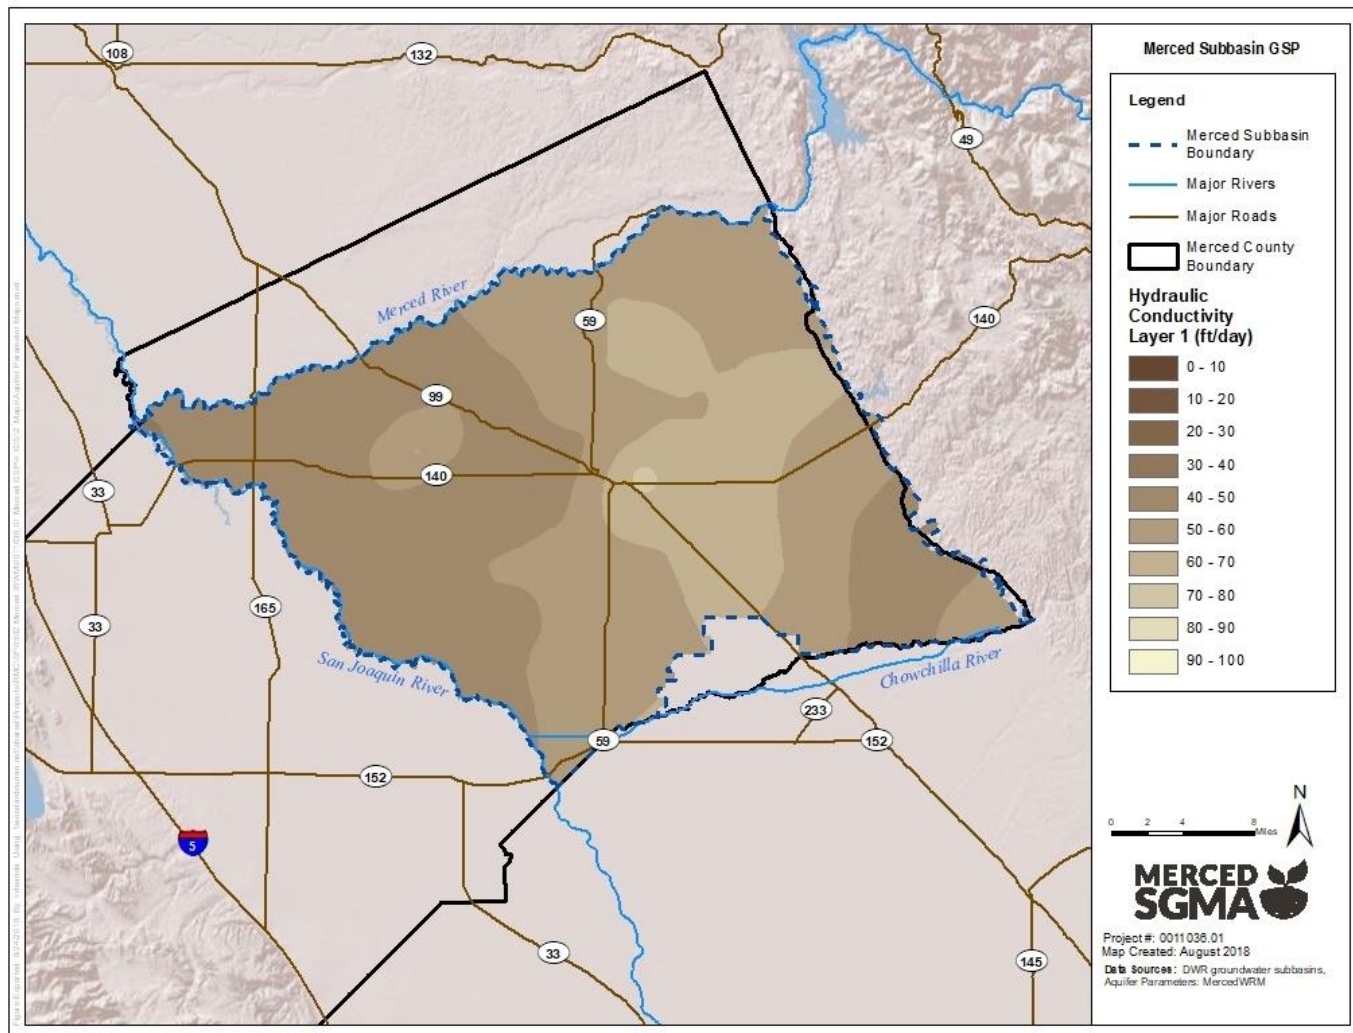 108
132
49
Merced River
59
140
99
140
33
33
165
San Joaquin River
Chowchilla River
233
59
152
152
5
33
145
Merced Subbasin GSP
Legend
Merced Subbasin
Boundary
Major Rivers
Major Roads
Merced County
Boundary
Hydraulic
Conductivity
Layer 1 (ft/day)
0 - 10
10 - 20
20 - 30
30 - 40
40 - 50
50 - 60
60 - 70
70 - 80
80 - 90
90 - 100
N
0 2 4 8
Miles
MERCED
SGMA
Project #: 0011036.01
Map Created: August 2018
Data Sources: DWR groundwater subbasins,
Aquifer Parameters: MercedWRM